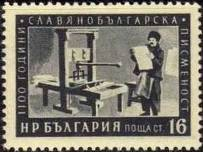 1100 ГОДИНИ
СЛАВЯНОБЪЛГАРСКА
ПИСМЕНОСТ
НР БЪЛГАРИЯ ПОЩА СТ. 16